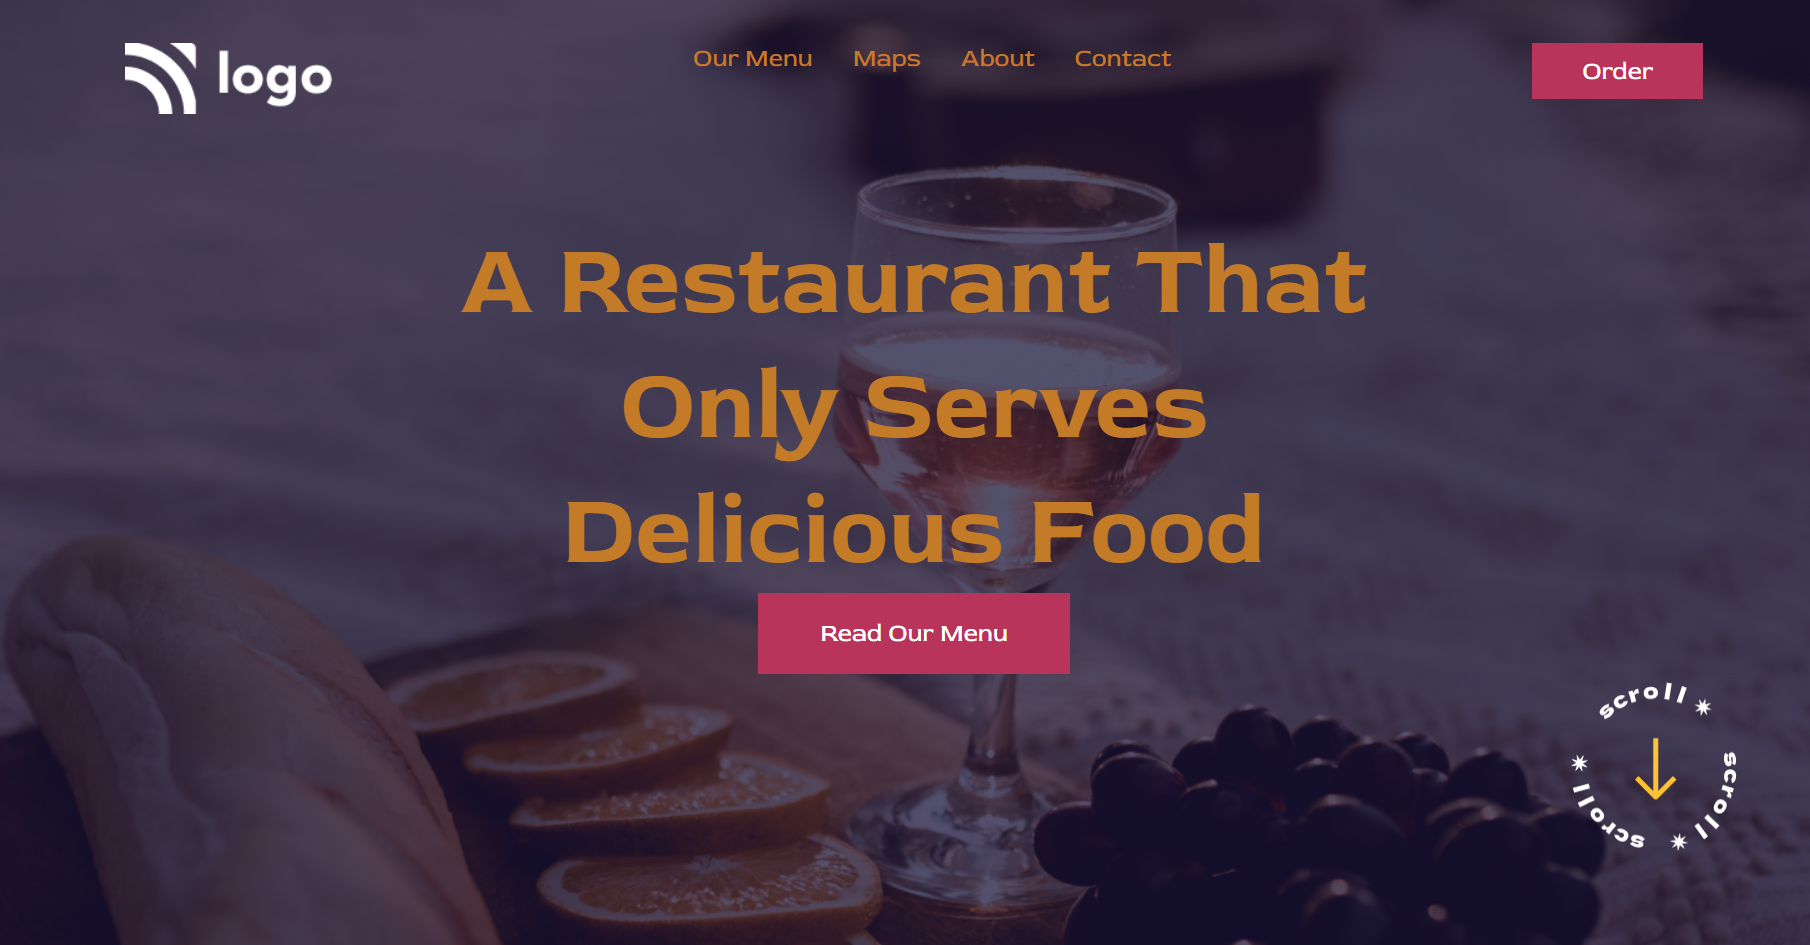 logo
Our Menu Maps About Contact
Order
A Restaurant That
Only Serves
Delicious Food
Read Our Menu
scroll
scroll
scroll